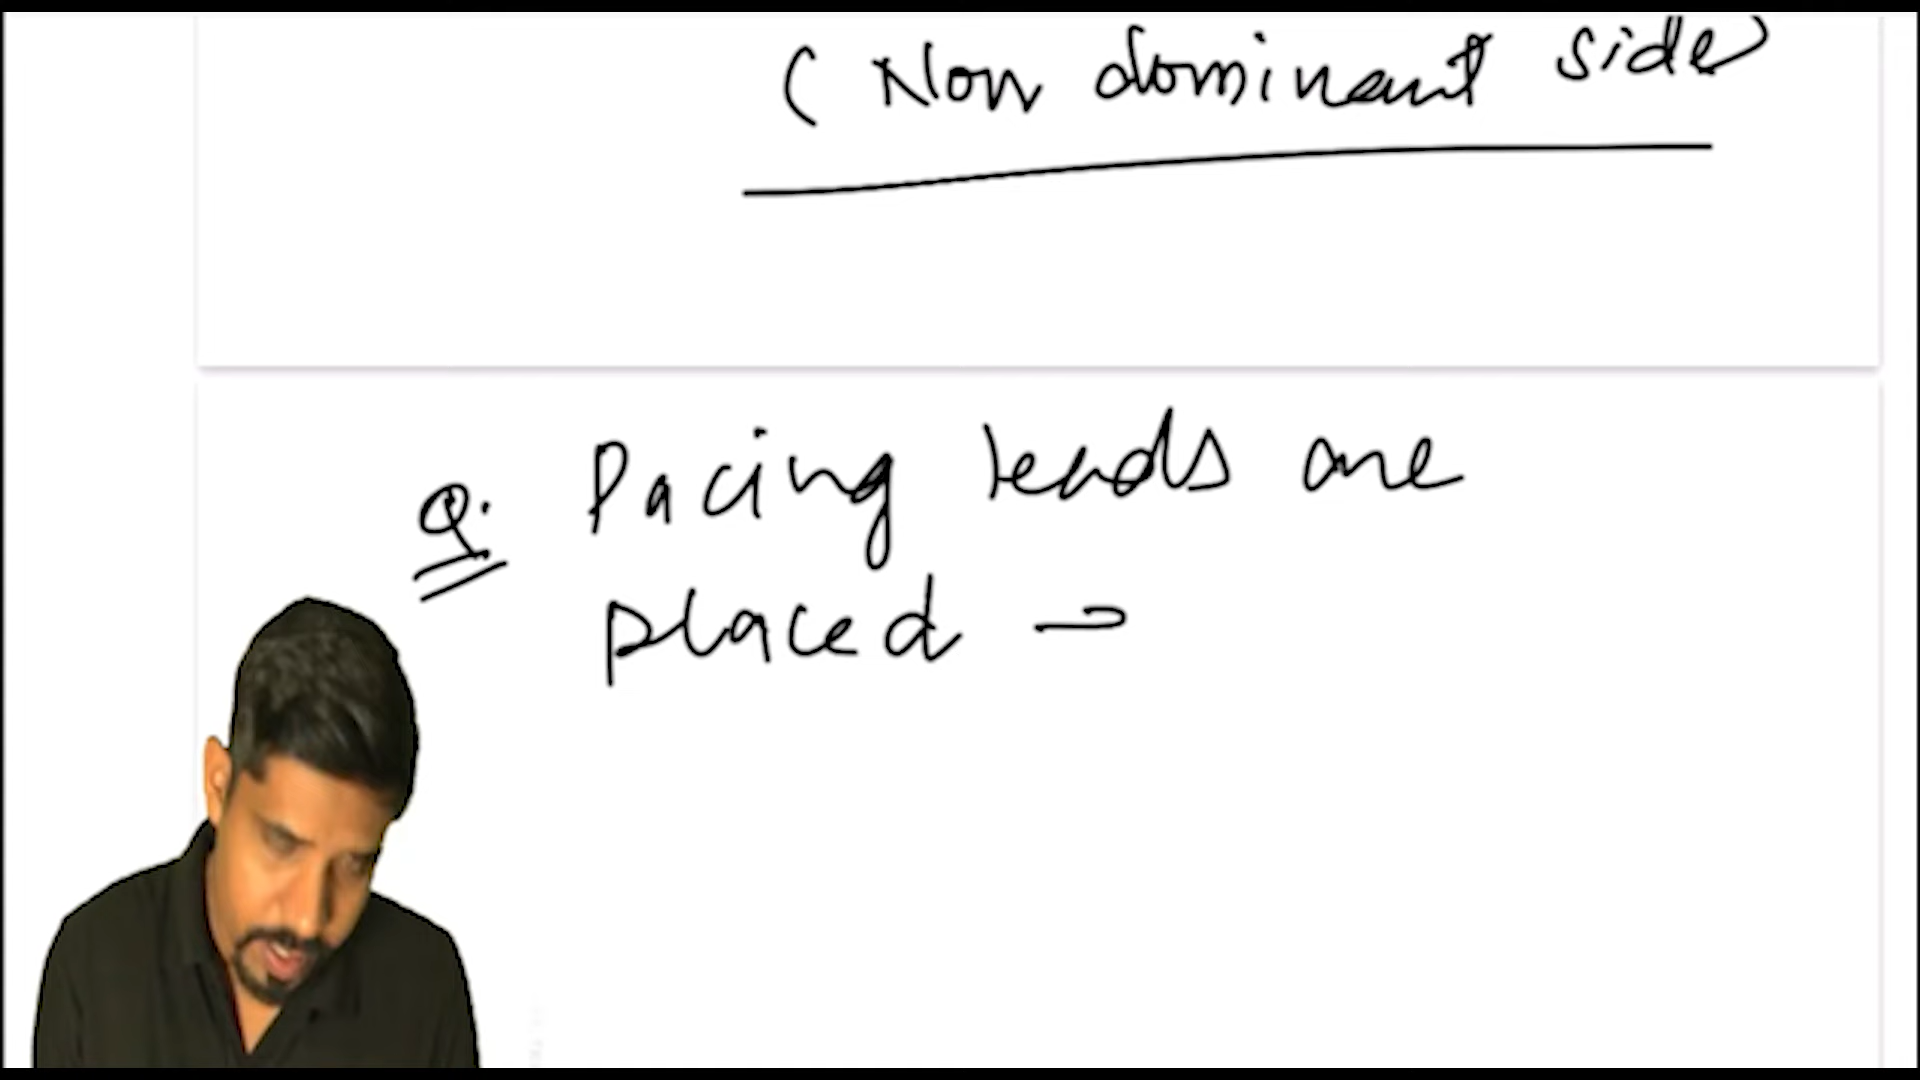 (Non dominant side)
Q. Pacing leads are
placed →